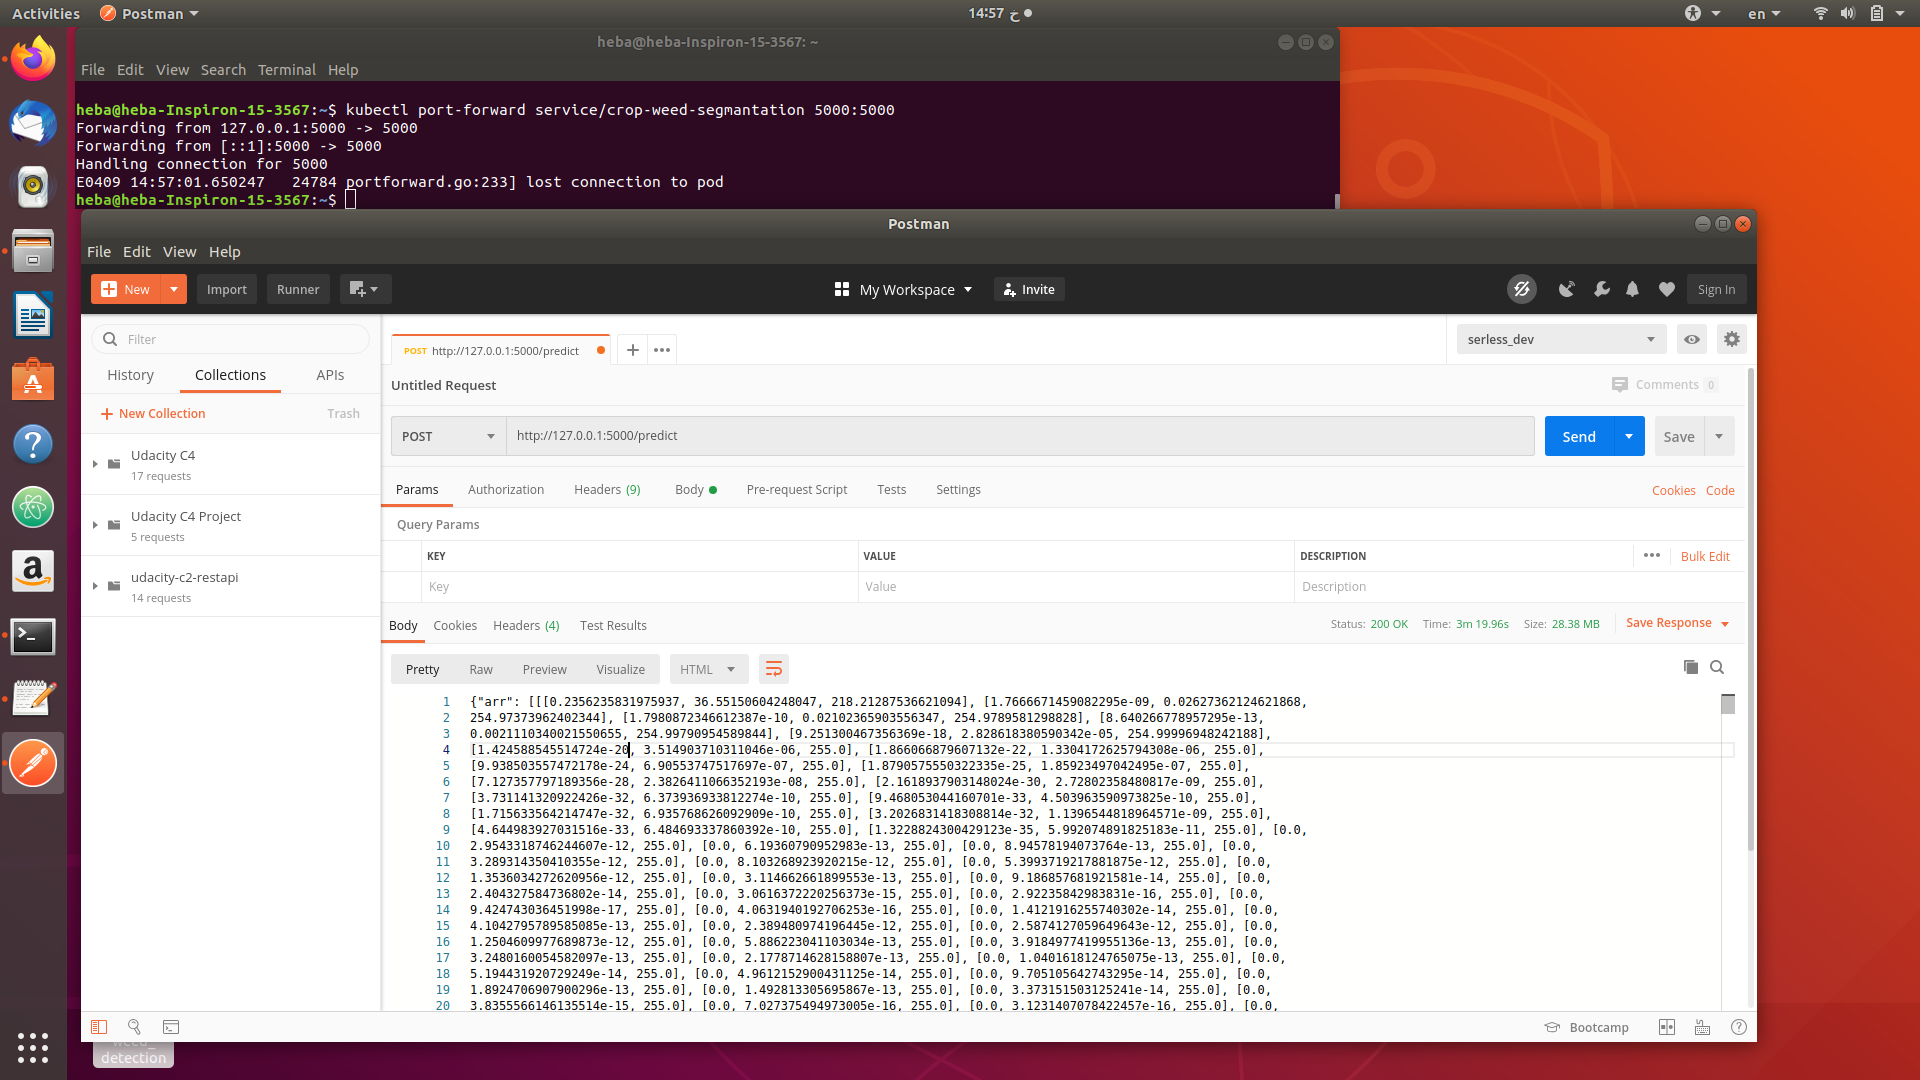 Activities
Postman
14:57 خ
en
heba@heba-Inspiron-15-3567: ~
File Edit View Search Terminal Help
heba@heba-Inspiron-15-3567:~$ kubectl port-forward service/crop-weed-segmantation 5000:5000
Forwarding from 127.0.0.1:5000 -> 5000
Forwarding from [::1]:5000 -> 5000
Handling connection for 5000
E0409 14:57:01.650247   24784 portforward.go:233] lost connection to pod
heba@heba-Inspiron-15-3567:~$
Postman
File Edit View Help
New Import Runner My Workspace Invite Sign In
Filter
POST http://127.0.0.1:5000/predict
serless_dev
History Collections APIs
Untitled Request
Comments 0
New Collection Trash
POST http://127.0.0.1:5000/predict Send Save
Udacity C4
17 requests
Udacity C4 Project
5 requests
udacity-c2-restapi
14 requests
Params Authorization Headers (9) Body Pre-request Script Tests Settings Cookies Code
Query Params
KEY VALUE DESCRIPTION Bulk Edit
Key Value Description
Body Cookies Headers (4) Test Results Status: 200 OK Time: 3m 19.96s Size: 28.38 MB Save Response
Pretty Raw Preview Visualize HTML
1 {"arr": [[[0.2356235831975937, 36.55150604248047, 218.21287536621094], [1.7666671459082295e-09, 0.02627362124621868,
2 254.97373962402344], [1.7980872346612387e-10, 0.02102365903556347, 254.9789581298828], [8.640266778957295e-13,
3 0.0021110340021550655, 254.99790954589844], [9.251300467356369e-18, 2.828618380590342e-05, 254.99996948242188],
4 [1.424588545514724e-20, 3.514903710311046e-06, 255.0], [1.866066879607132e-22, 1.3304172625794308e-06, 255.0],
5 [9.938503557472178e-24, 6.90553747517697e-07, 255.0], [1.8790575550322335e-25, 1.85923497042495e-07, 255.0],
6 [7.127357797189356e-28, 2.3826411066352193e-08, 255.0], [2.1618937903148024e-30, 2.72802358480817e-09, 255.0],
7 [3.731141320922426e-32, 6.373936933812274e-10, 255.0], [9.468053044160701e-33, 4.503963590973825e-10, 255.0],
8 [1.715633564214747e-32, 6.935768626092909e-10, 255.0], [3.2026831418308814e-32, 1.1396544818964571e-09, 255.0],
9 [4.644983927031516e-33, 6.484693337860392e-10, 255.0], [1.3228824300429123e-35, 5.992074891825183e-11, 255.0], [0.0,
10 2.9543318746244607e-12, 255.0], [0.0, 6.19360790952983e-13, 255.0], [0.0, 8.94578194073764e-13, 255.0], [0.0,
11 3.289314350410355e-12, 255.0], [0.0, 8.103268923920215e-12, 255.0], [0.0, 5.3993719217881875e-12, 255.0], [0.0,
12 1.3536034272620956e-12, 255.0], [0.0, 3.114662661899553e-13, 255.0], [0.0, 9.186857681921581e-14, 255.0], [0.0,
13 2.404327584736802e-14, 255.0], [0.0, 3.0616372220256373e-15, 255.0], [0.0, 2.92235842983831e-16, 255.0], [0.0,
14 9.424743036451998e-17, 255.0], [0.0, 4.0631940192706253e-16, 255.0], [0.0, 1.4121916255740302e-14, 255.0], [0.0,
15 4.1042795789585085e-13, 255.0], [0.0, 2.389480974196445e-12, 255.0], [0.0, 2.5874127059649643e-12, 255.0], [0.0,
16 1.2504609977689873e-12, 255.0], [0.0, 5.886223041103034e-13, 255.0], [0.0, 3.9184977419955136e-13, 255.0], [0.0,
17 3.2480160054582097e-13, 255.0], [0.0, 2.1778714628158807e-13, 255.0], [0.0, 1.0401618124765075e-13, 255.0], [0.0,
18 5.194431920729249e-14, 255.0], [0.0, 4.9612152900431125e-14, 255.0], [0.0, 9.705105642743295e-14, 255.0], [0.0,
19 1.8924706907900296e-13, 255.0], [0.0, 1.492813305695867e-13, 255.0], [0.0, 3.373151503125241e-14, 255.0], [0.0,
20 3.8355566146135514e-15, 255.0], [0.0, 7.027375494973005e-16, 255.0], [0.0, 3.1231407078422457e-16, 255.0], [0.0,
Bootcamp
detection